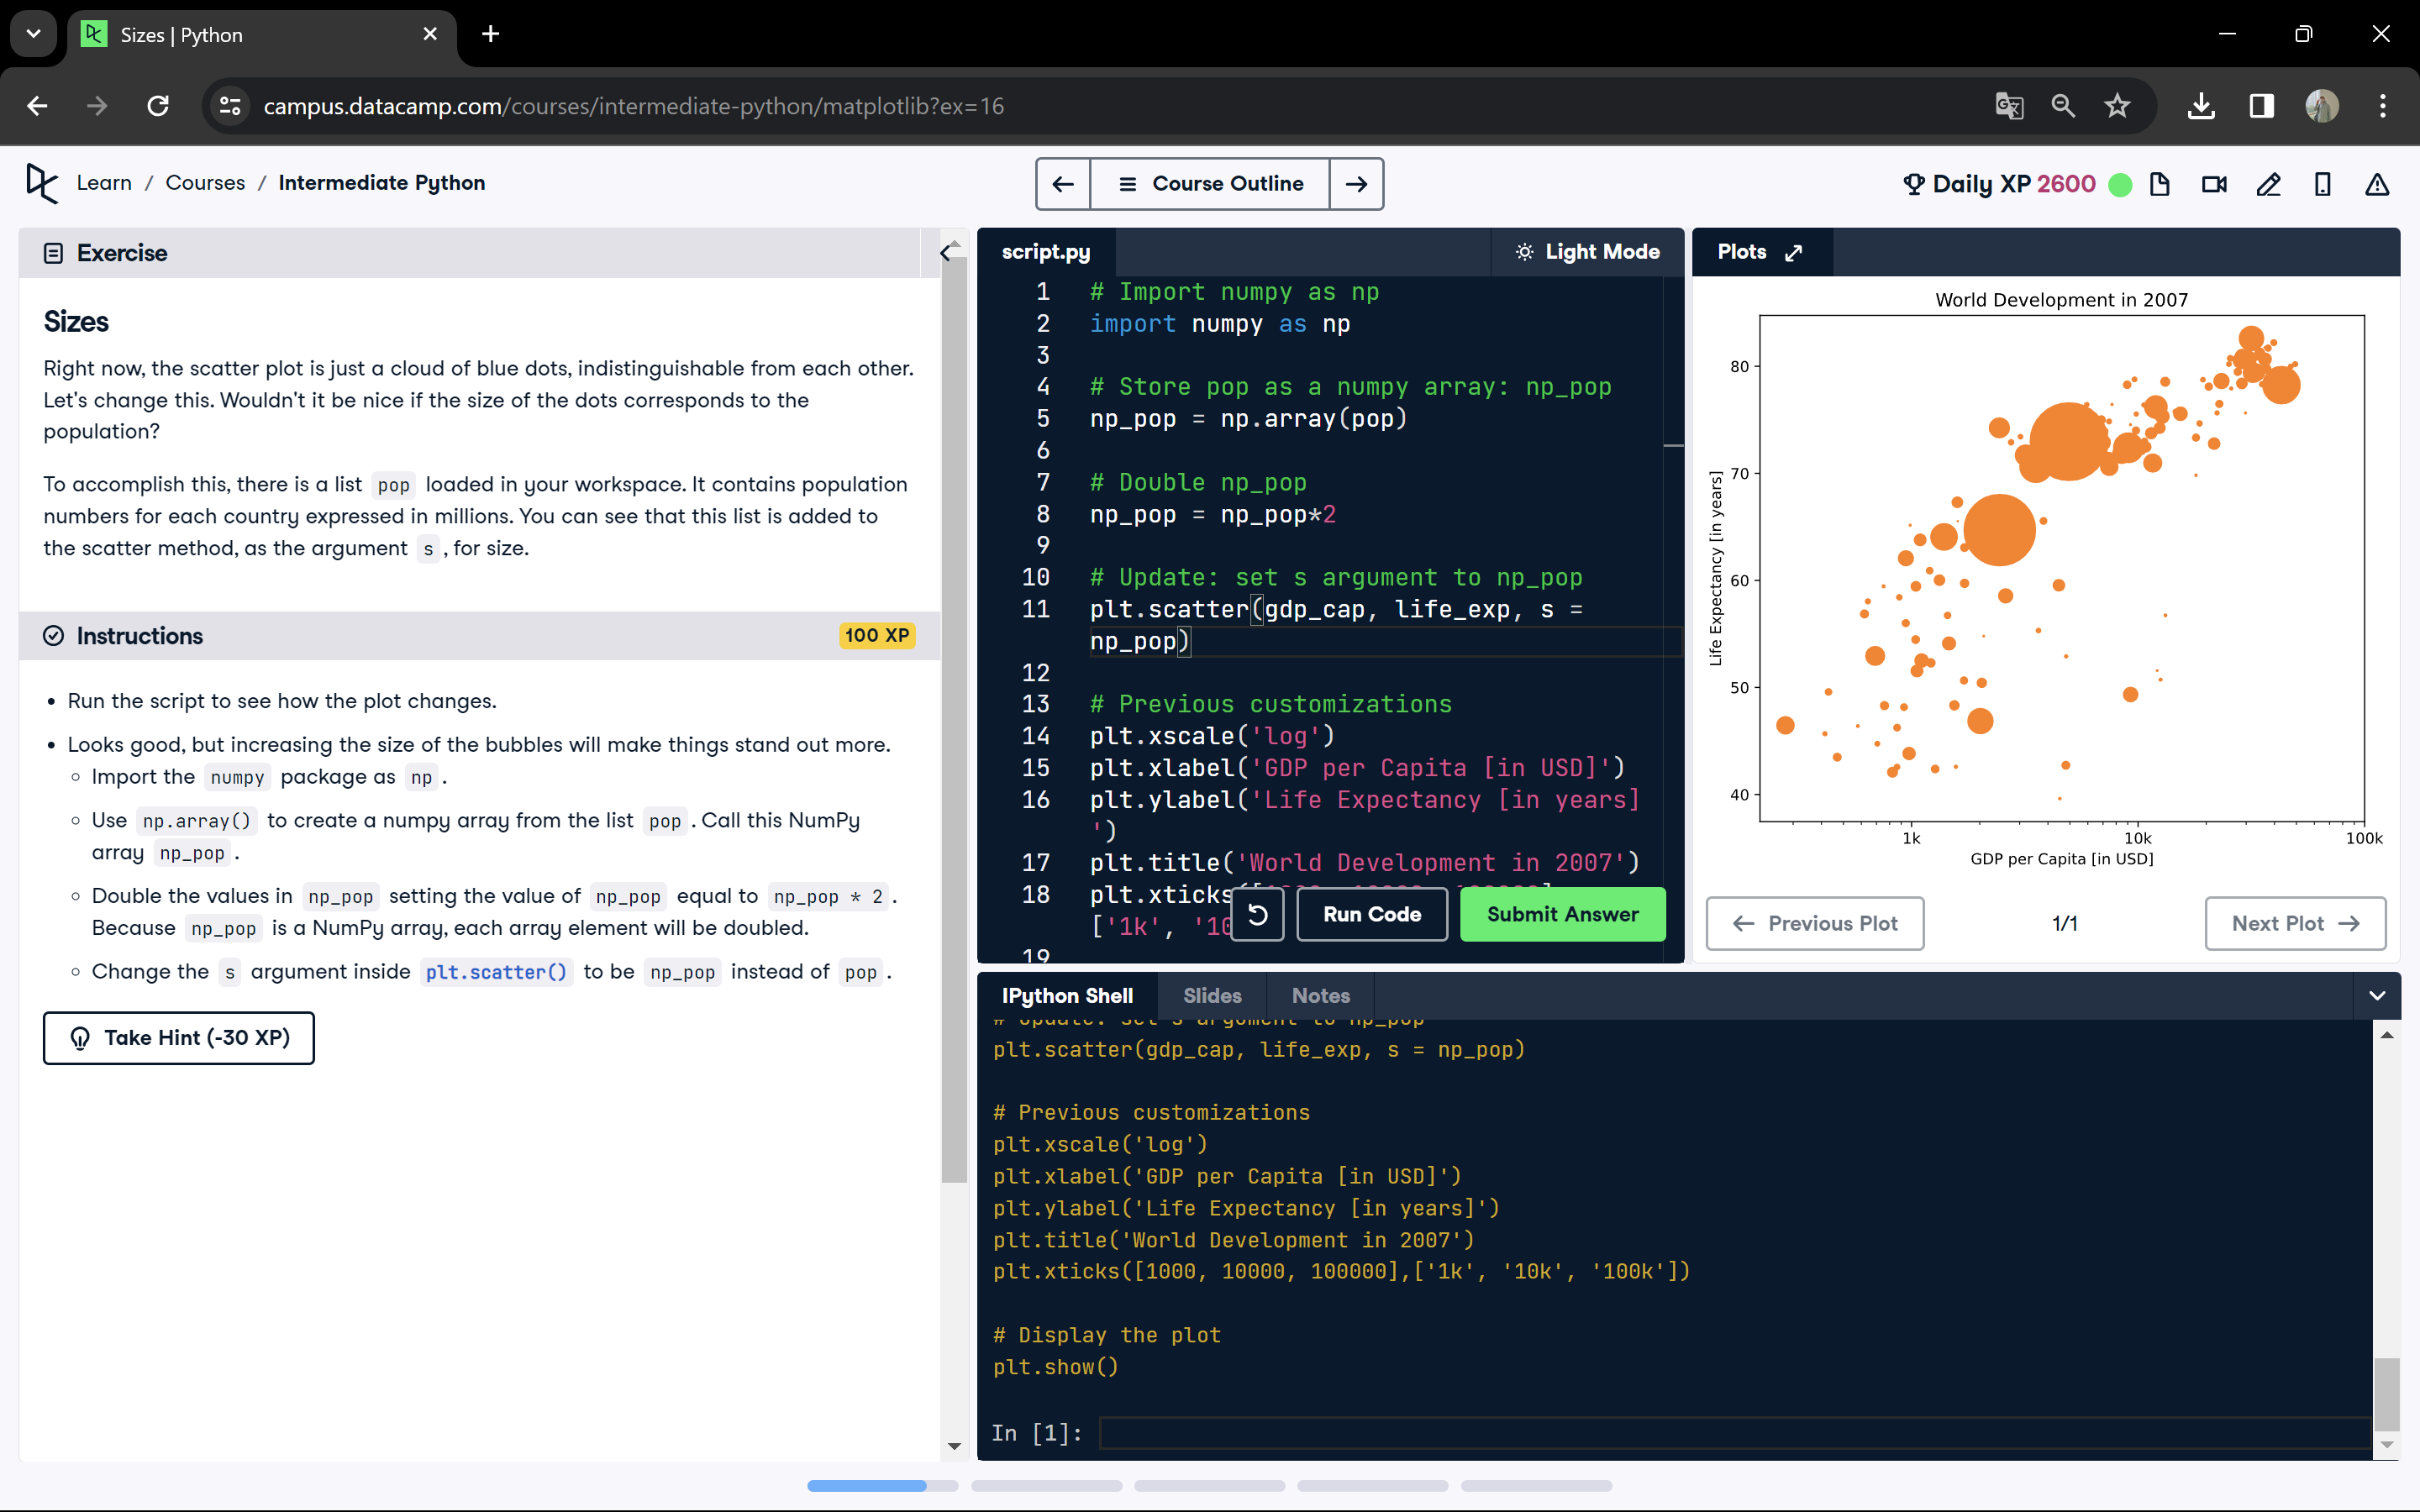 Sizes | Python
campus.datacamp.com/courses/intermediate-python/matplotlib?ex=16
Learn / Courses / Intermediate Python
Course Outline
Daily XP 2600
Exercise
Sizes
Right now, the scatter plot is just a cloud of blue dots, indistinguishable from each other.
Let's change this. Wouldn't it be nice if the size of the dots corresponds to the
population?
To accomplish this, there is a list pop loaded in your workspace. It contains population
numbers for each country expressed in millions. You can see that this list is added to
the scatter method, as the argument s , for size.
Instructions
100 XP
• Run the script to see how the plot changes.
• Looks good, but increasing the size of the bubbles will make things stand out more.
◦ Import the numpy package as np .
◦ Use np.array() to create a numpy array from the list pop . Call this NumPy
array np_pop .
◦ Double the values in np_pop setting the value of np_pop equal to np_pop * 2 .
Because np_pop is a NumPy array, each array element will be doubled.
◦ Change the s argument inside plt.scatter() to be np_pop instead of pop .
Take Hint (-30 XP)
script.py
Light Mode
1 # Import numpy as np
2 import numpy as np
3
4 # Store pop as a numpy array: np_pop
5 np_pop = np.array(pop)
6
7 # Double np_pop
8 np_pop = np_pop*2
9
10 # Update: set s argument to np_pop
11 plt.scatter(gdp_cap, life_exp, s =
np_pop)
12
13 # Previous customizations
14 plt.xscale('log')
15 plt.xlabel('GDP per Capita [in USD]')
16 plt.ylabel('Life Expectancy [in years]
')
17 plt.title('World Development in 2007')
18 plt.xticks
['1k', '10
19
Run Code
Submit Answer
Plots
World Development in 2007
Life Expectancy [in years]
80
70
60
50
40
1k 10k 100k
GDP per Capita [in USD]
Previous Plot
1/1
Next Plot
IPython Shell
Slides
Notes
# Update: set s argument to np_pop
plt.scatter(gdp_cap, life_exp, s = np_pop)
# Previous customizations
plt.xscale('log')
plt.xlabel('GDP per Capita [in USD]')
plt.ylabel('Life Expectancy [in years]')
plt.title('World Development in 2007')
plt.xticks([1000, 10000, 100000],['1k', '10k', '100k'])
# Display the plot
plt.show()
In [1]: